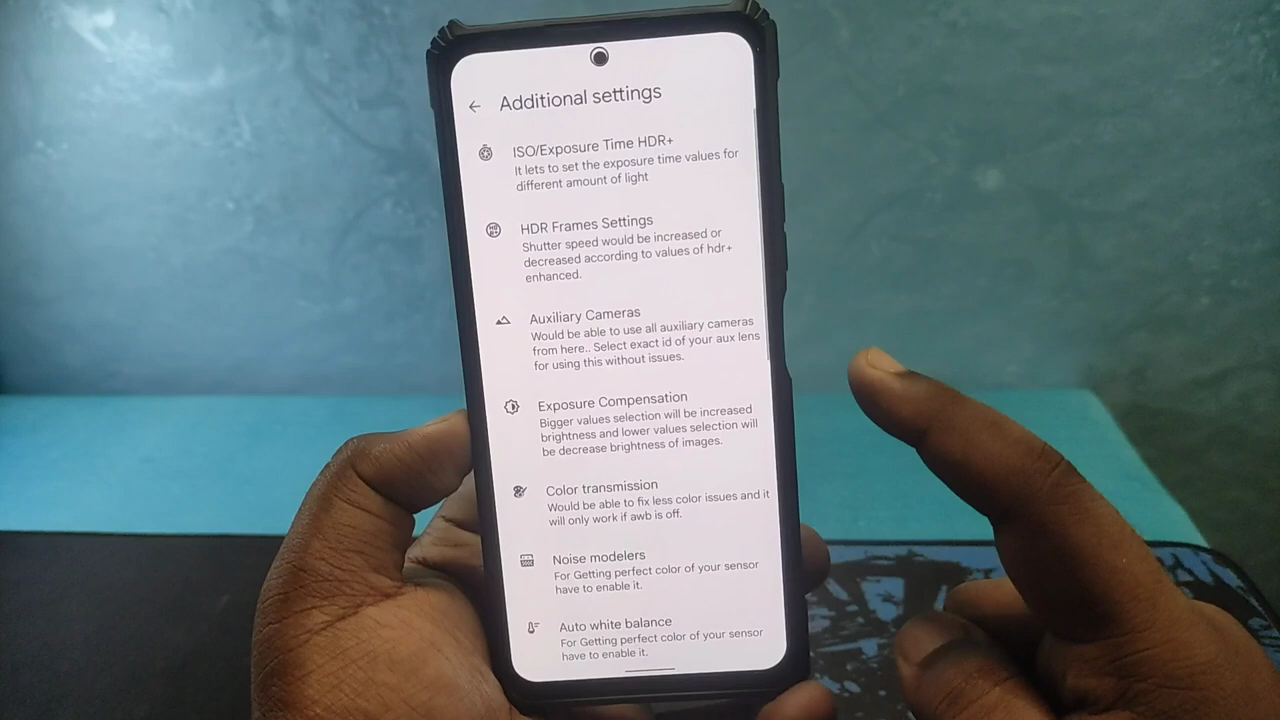 Additional settings
ISO/Exposure Time HDR+
It lets to set the exposure time values for
different amount of light
HDR Frames Settings
Shutter speed would be increased or
decreased according to values of hdr+
enhanced.
Auxiliary Cameras
Would be able to use all auxiliary cameras
from here.. Select exact id of your aux lens
for using this without issues.
Exposure Compensation
Bigger values selection will be increased
brightness and lower values selection will
be decrease brightness of images.
Color transmission
Would be able to fix less color issues and it
will only work if awb is off.
Noise modelers
For Getting perfect color of your sensor
have to enable it.
Auto white balance
For Getting perfect color of your sensor
have to enable it.